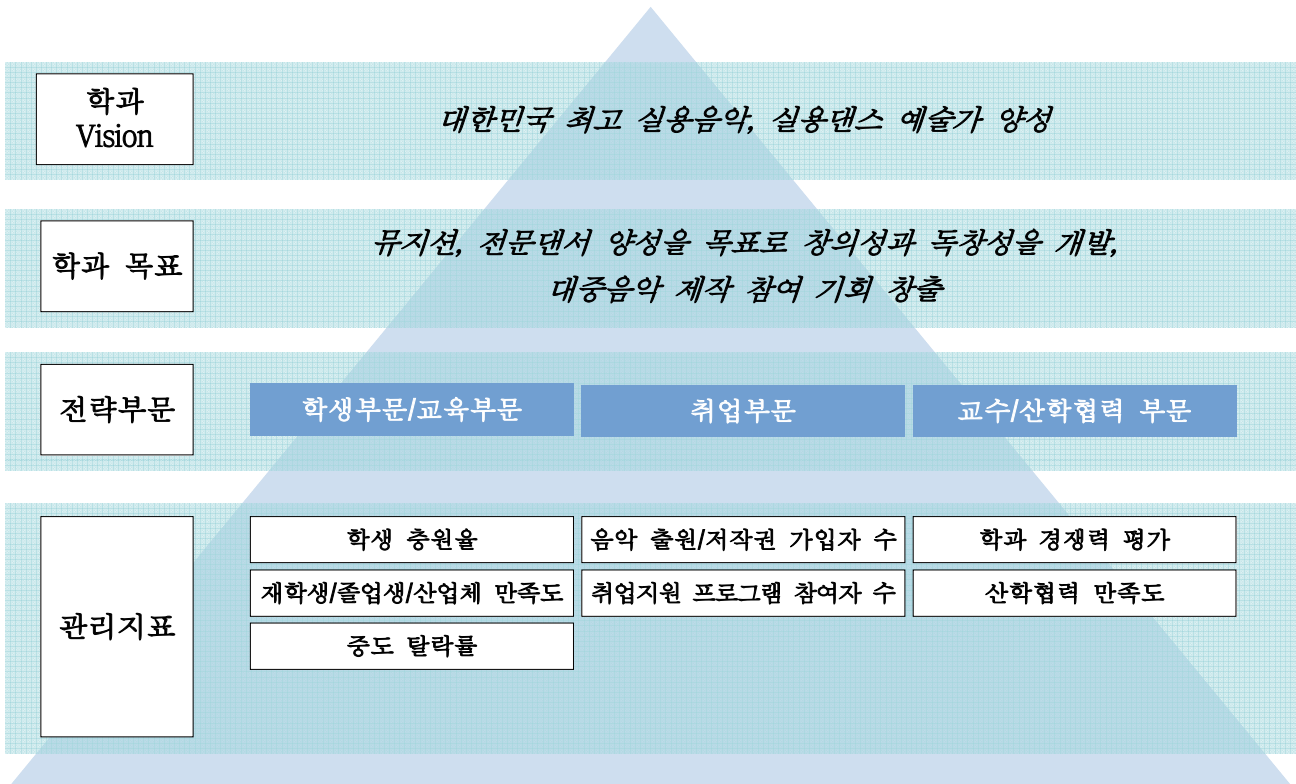 학과
Vision
대한민국 최고 실용음악, 실용댄스 예술가 양성
학과 목표
뮤지션, 전문댄서 양성을 목표로 창의성과 독창성을 개발,
대중음악 제작 참여 기회 창출
전략부문
학생부문/교육부문
취업부문
교수/산학협력 부문
관리지표
학생 충원율
음악 출원/저작권 가입자 수
학과 경쟁력 평가
재학생/졸업생/산업체 만족도
취업지원 프로그램 참여자 수
산학협력 만족도
중도 탈락률